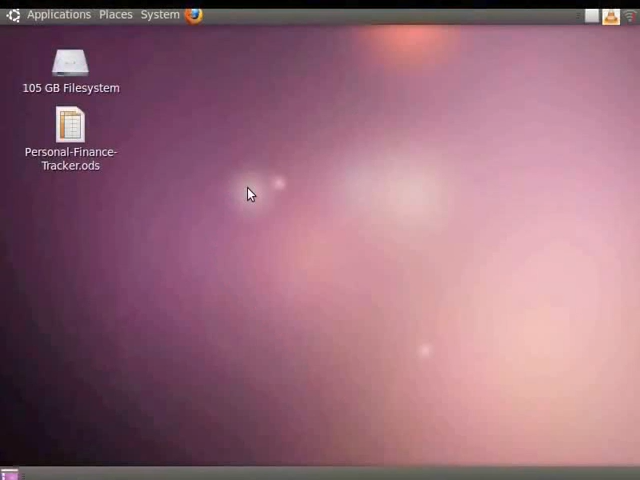 Applications Places System
105 GB Filesystem
Personal-Finance-
Tracker.ods